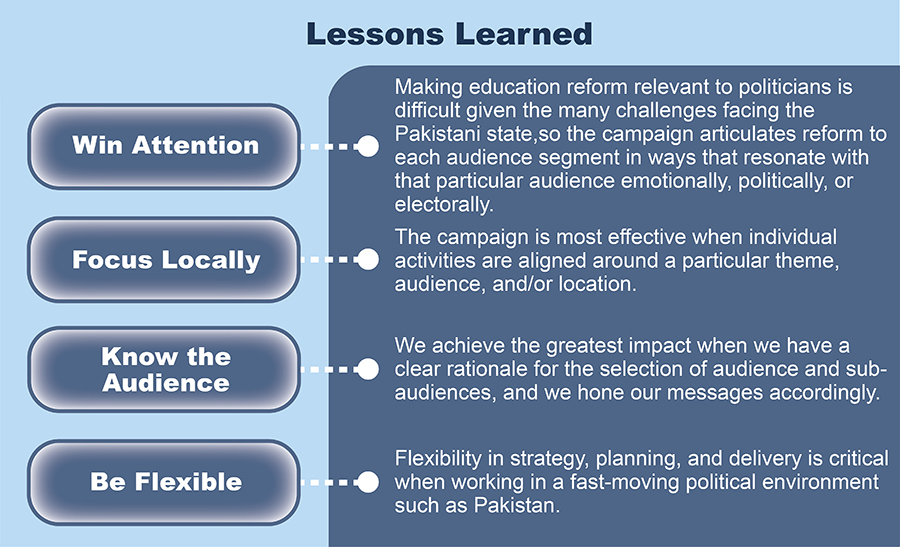 Lessons Learned
Win Attention
Making education reform relevant to politicians is
difficult given the many challenges facing the
Pakistani state,so the campaign articulates reform to
each audience segment in ways that resonate with
that particular audience emotionally, politically, or
electorally.
Focus Locally
The campaign is most effective when individual
activities are aligned around a particular theme,
audience, and/or location.
Know the
Audience
We achieve the greatest impact when we have a
clear rationale for the selection of audience and sub-
audiences, and we hone our messages accordingly.
Be Flexible
Flexibility in strategy, planning, and delivery is critical
when working in a fast-moving political environment
such as Pakistan.